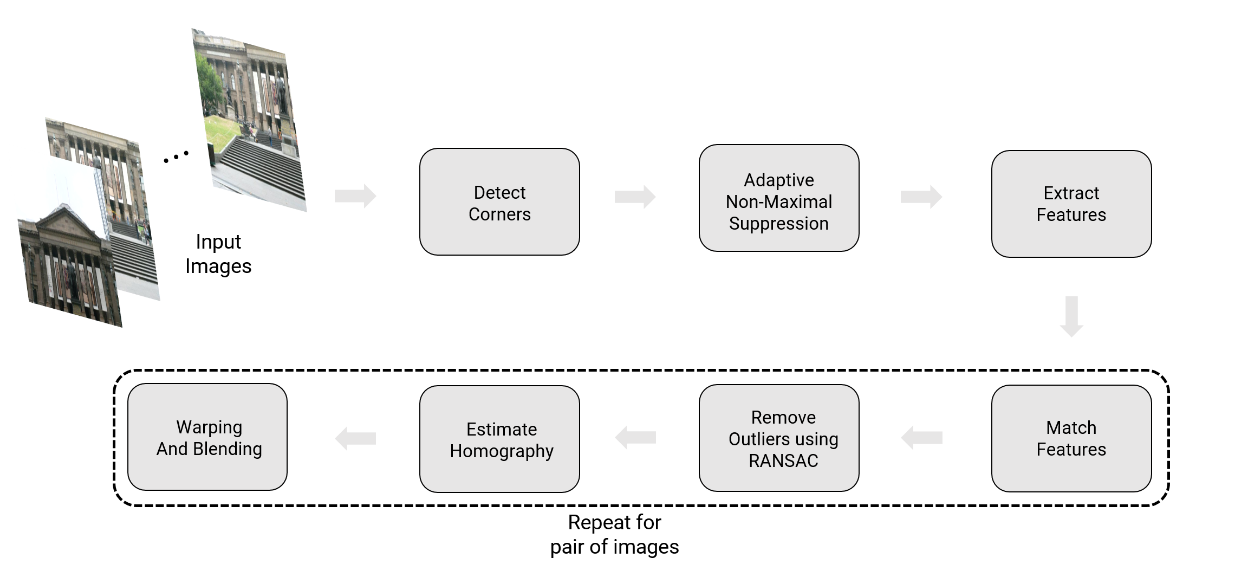 Input
Images
Detect
Corners
Adaptive
Non-Maximal
Suppression
Extract
Features
Match
Features
Remove
Outliers using
RANSAC
Estimate
Homography
Warping
And Blending
Repeat for
pair of images